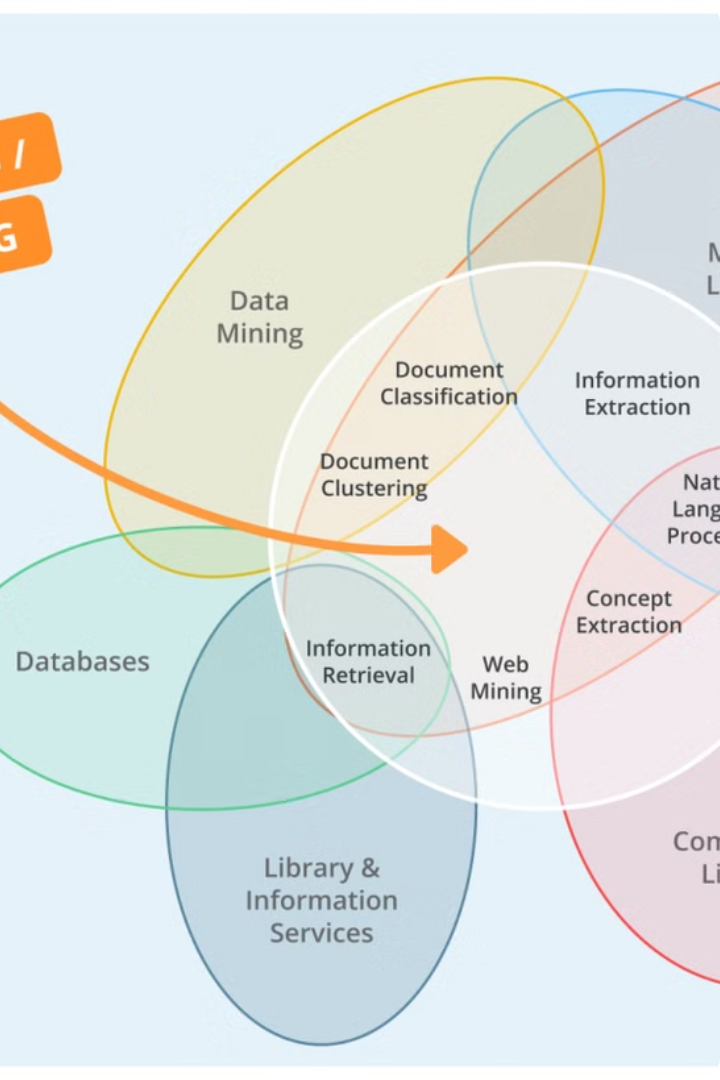 /
G
Data
Mining
Document
Classification
Information
Extraction
Document
Clustering
Concept
Extraction
Databases
Information
Retrieval
Web
Mining
Library &
Information
Services